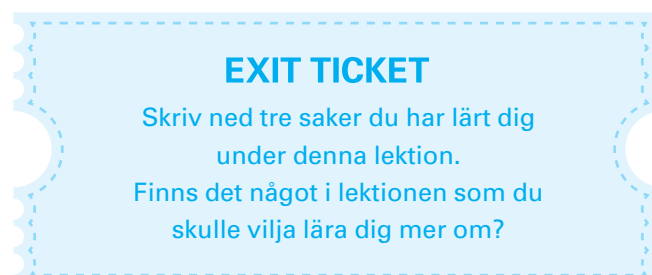 EXIT TICKET
Skriv ned tre saker du har lärt dig
under denna lektion.
Finns det något i lektionen som du
skulle vilja lära dig mer om?